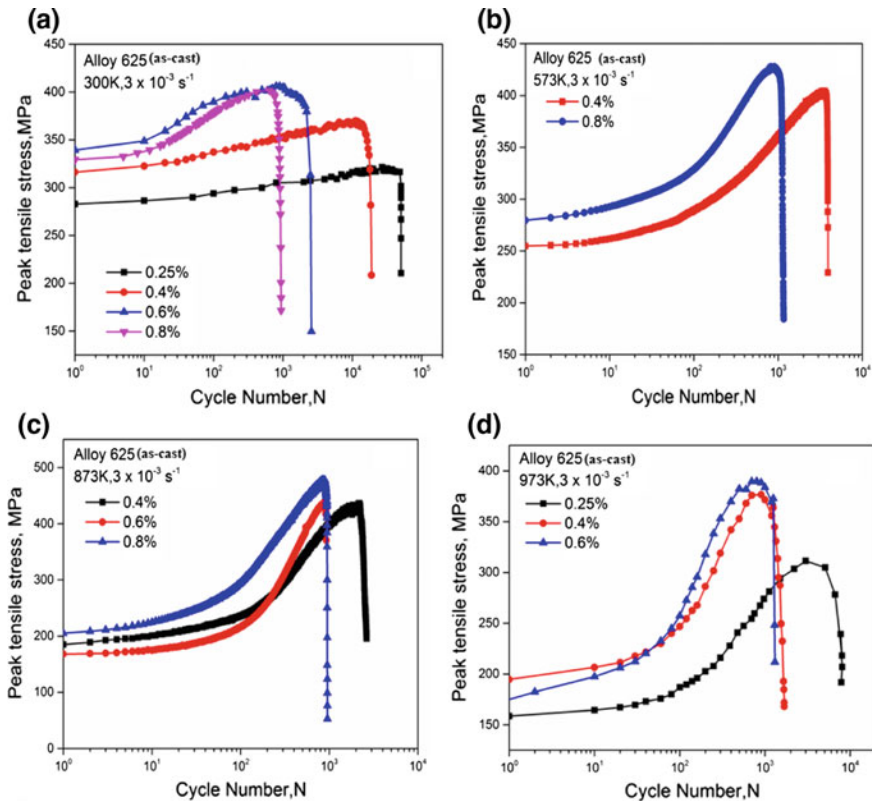 (a)
Alloy 625(as-cast)
300K,3 x 10⁻³ s⁻¹
0.25%
0.4%
0.6%
0.8%
Peak tensile stress,MPa
450
400
350
300
250
200
150
10⁰ 10¹ 10² 10³ 10⁴ 10⁵
Cycle Number,N
(b)
Alloy 625 (as-cast)
573K,3 x 10⁻³ s⁻¹
0.4%
0.8%
Peak tensile stress,MPa
450
400
350
300
250
200
150
10⁰ 10¹ 10² 10³ 10⁴
Cycle Number,N
(c)
Alloy 625(as-cast)
873K,3 x 10⁻³ s⁻¹
0.4%
0.6%
0.8%
Peak tensile stress, MPa
500
400
300
200
100
0
10⁰ 10¹ 10² 10³ 10⁴
Cycle Number,N
(d)
Alloy 625(as-cast)
973K,3 x 10⁻³ s⁻¹
0.25%
0.4%
0.6%
Peak tensile stress, MPa
400
350
300
250
200
150
10⁰ 10¹ 10² 10³ 10⁴
Cycle Number,N